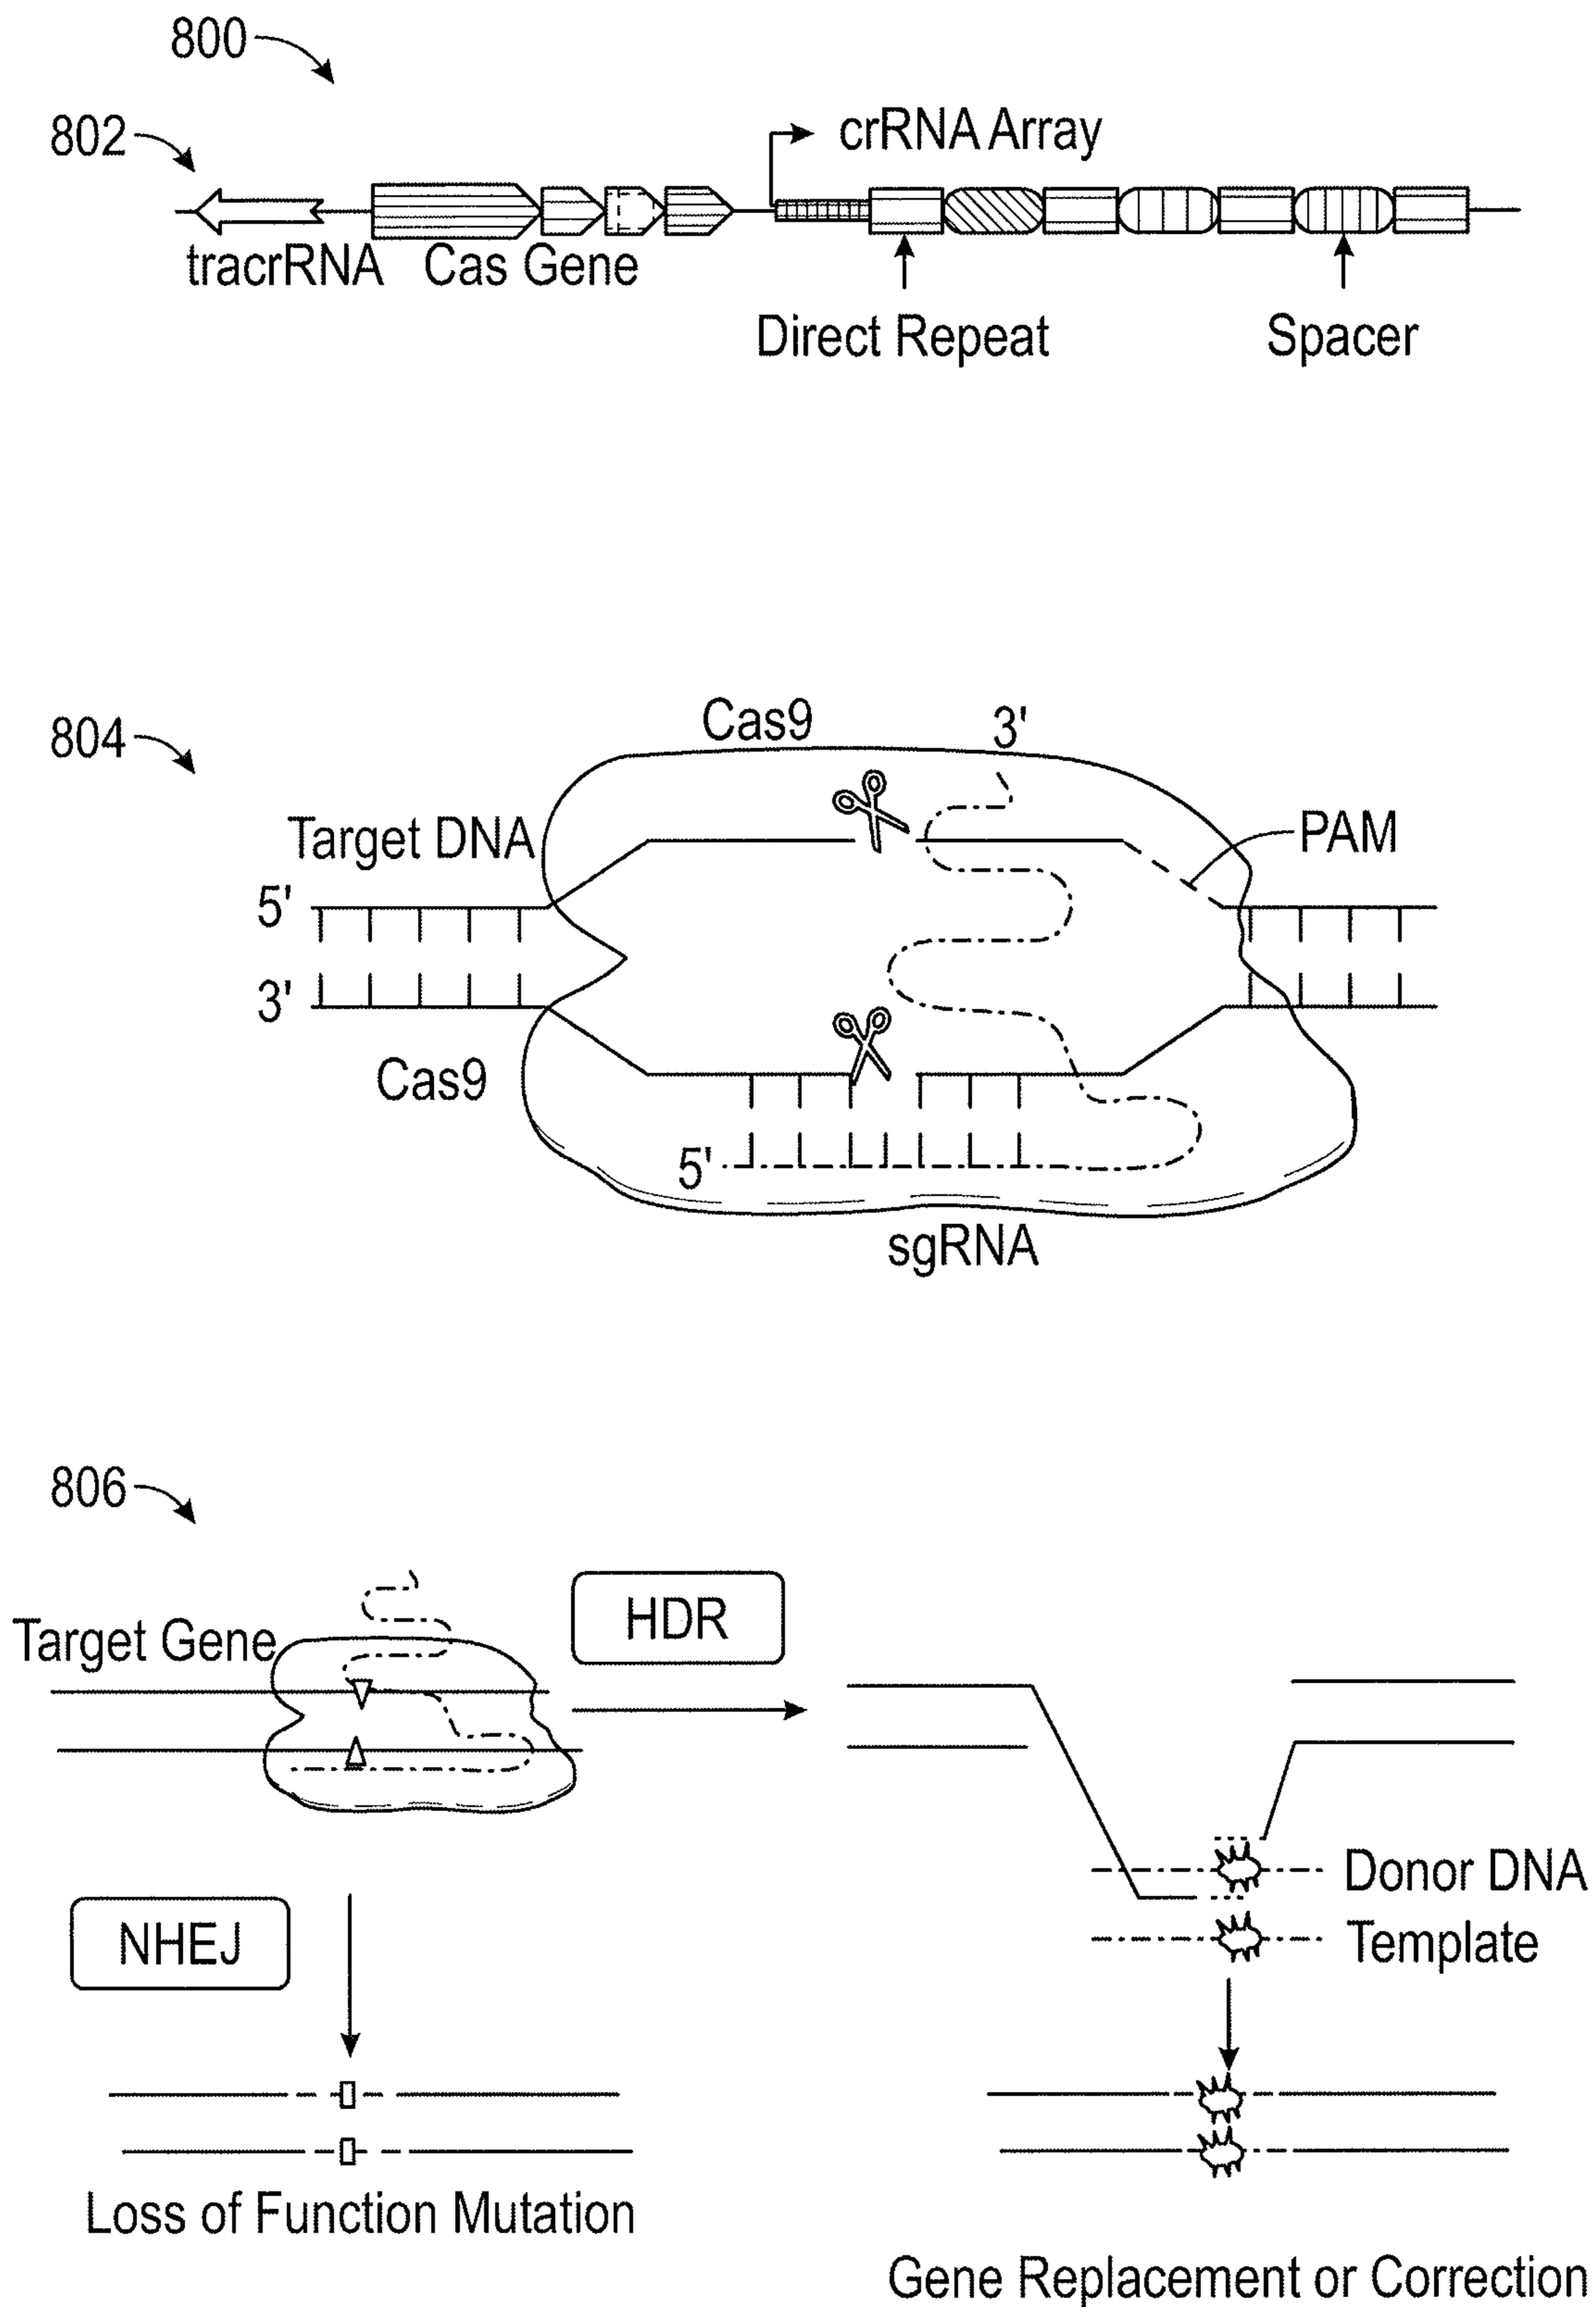 800
802
crRNA Array
tracrRNA
Cas Gene
Direct Repeat
Spacer
804
Cas9
3'
Target DNA
PAM
5'
3'
Cas9
5'
sgRNA
806
HDR
Target Gene
Donor DNA
NHEJ
Template
Loss of Function Mutation
Gene Replacement or Correction